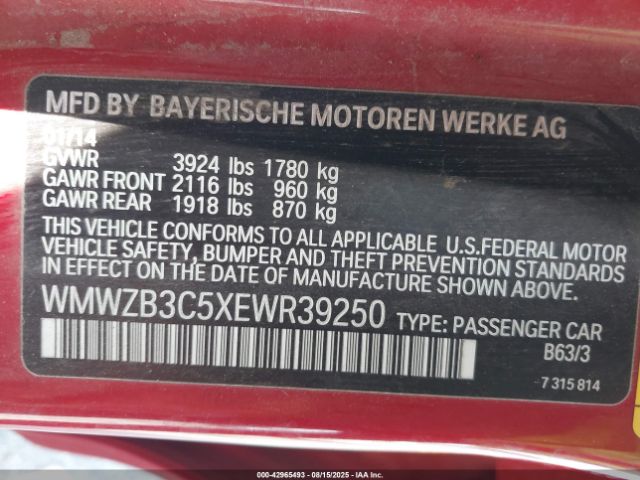 MFD BY BAYERISCHE MOTOREN WERKE AG
01/14
GVWR 3924 lbs 1780 kg
GAWR FRONT 2116 lbs 960 kg
GAWR REAR 1918 lbs 870 kg
THIS VEHICLE CONFORMS TO ALL APPLICABLE U.S.FEDERAL MOTOR
VEHICLE SAFETY, BUMPER AND THEFT PREVENTION STANDARDS
IN EFFECT ON THE DATE OF MANUFACTURE SHOWN ABOVE.
WMWZB3C5XEWR39250 TYPE: PASSENGER CAR
B63/3
7 315 814
000-42965493 08/15/2025 COPYRIGHT IAA, INC.